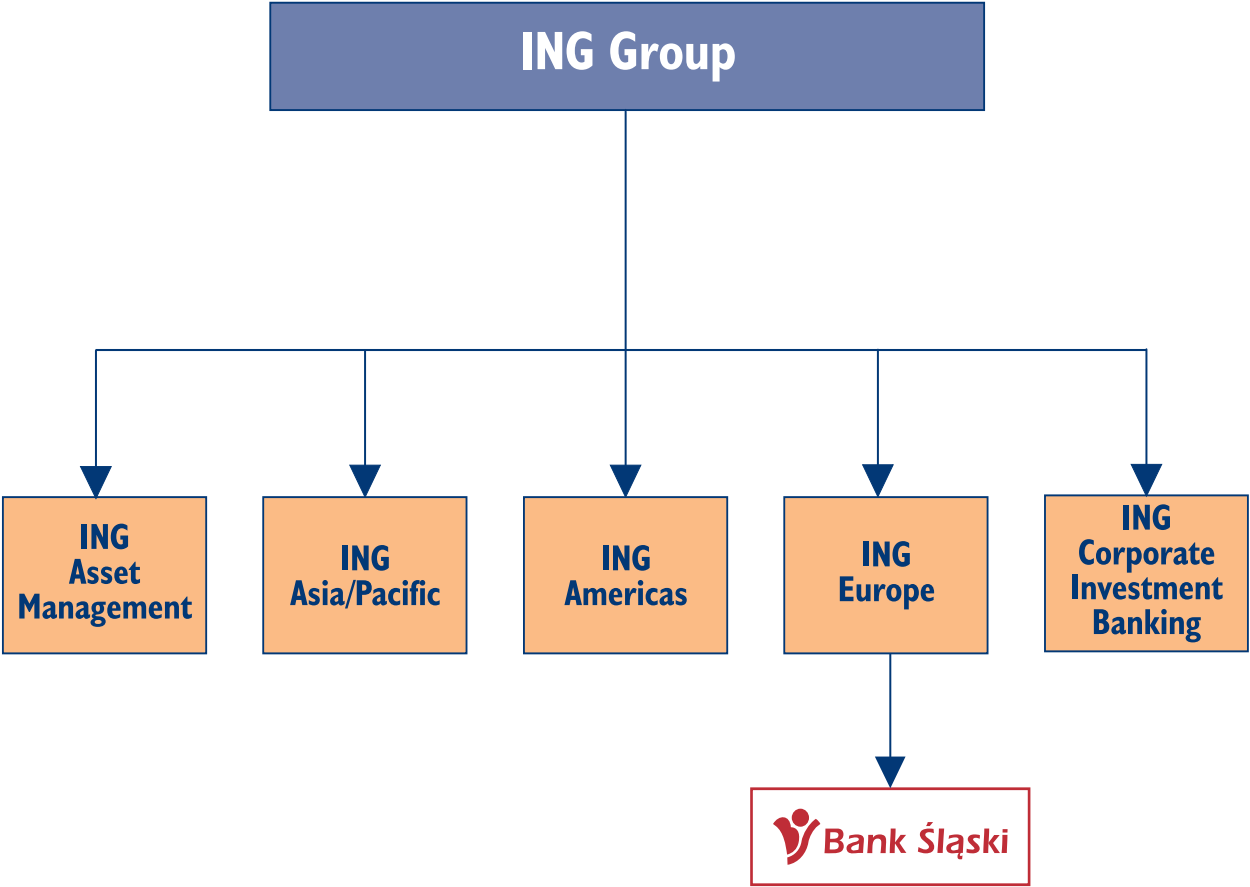 ING Group
ING
Asset
Management
ING
Asia/Pacific
ING
Americas
ING
Europe
ING
Corporate
Investment
Banking
Bank Śląski